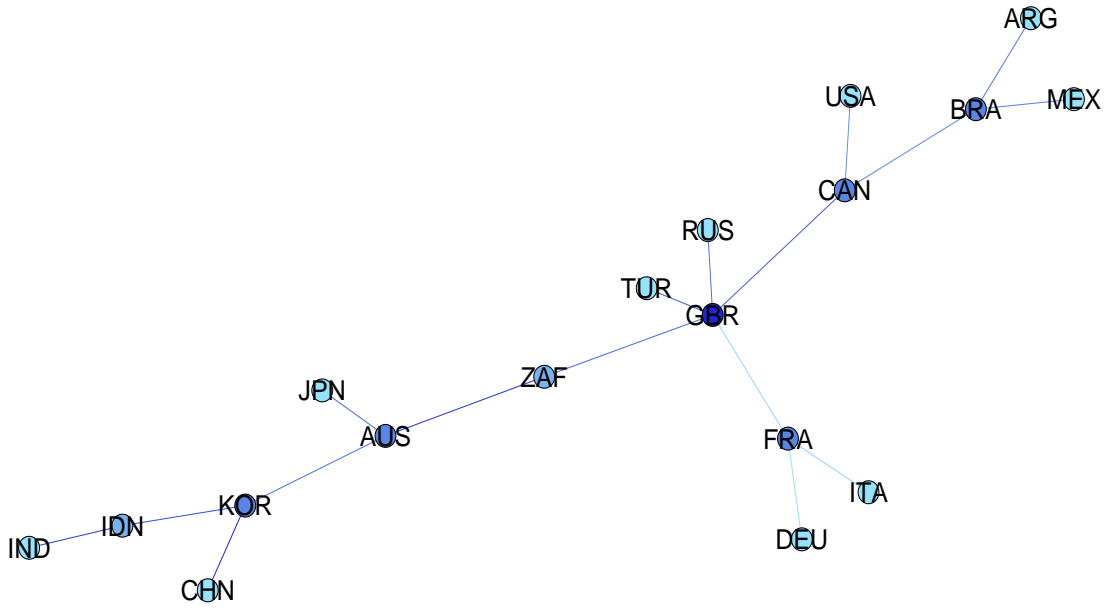 ARG
USA
MEX
BRA
CAN
RUS
TUR
GBR
ZAF
JPN
AUS
FRA
ITA
KOR
IDN
IND
DEU
CHN